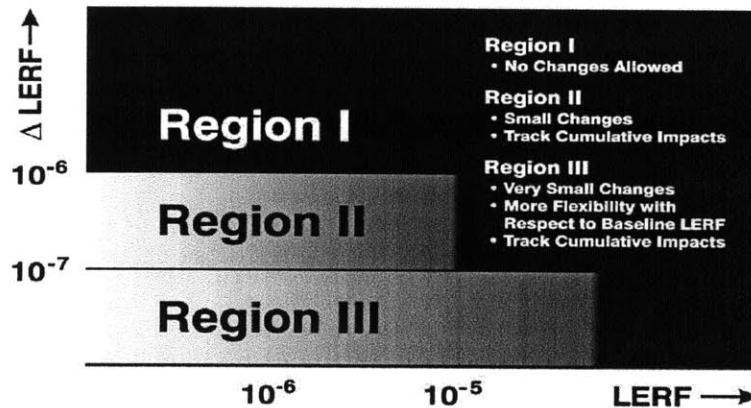 Δ LERF→
Region I
• No Changes Allowed
Region II
• Small Changes
• Track Cumulative Impacts
Region III
• Very Small Changes
• More Flexibility with
Respect to Baseline LERF
• Track Cumulative Impacts
Region I
10⁻⁶
Region II
10⁻⁷
Region III
10⁻⁶ 10⁻⁵ LERF →